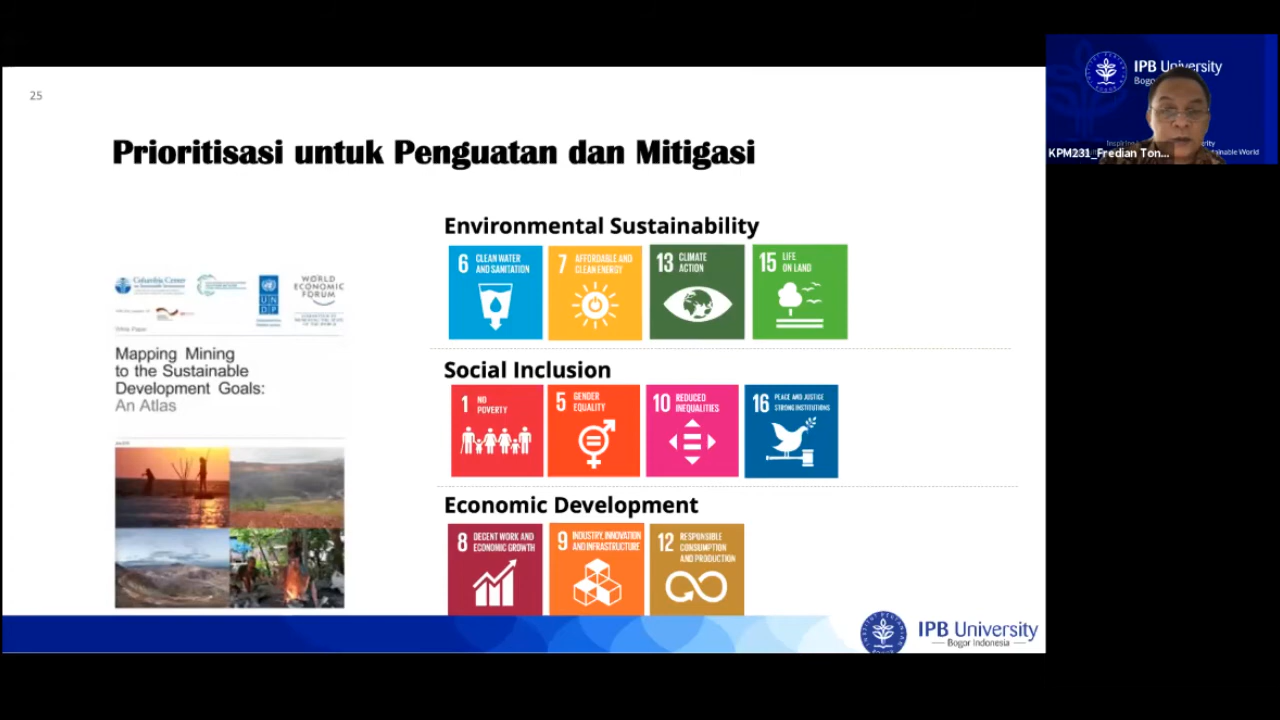 25
Prioritisasi untuk Penguatan dan Mitigasi
Columbia Center
UN
DP
WORLD
ECONOMIC
FORUM
White Paper
Mapping Mining
to the Sustainable
Development Goals:
An Atlas
Environmental Sustainability
6 CLEAN WATER
AND SANITATION
7 AFFORDABLE AND
CLEAN ENERGY
13 CLIMATE
ACTION
15 LIFE
ON LAND
Social Inclusion
1 NO
POVERTY
5 GENDER
EQUALITY
10 REDUCED
INEQUALITIES
16 PEACE AND JUSTICE
STRONG INSTITUTIONS
Economic Development
8 DECENT WORK AND
ECONOMIC GROWTH
9 INDUSTRY, INNOVATION
AND INFRASTRUCTURE
12 RESPONSIBLE
CONSUMPTION
AND PRODUCTION
IPB University
Bogor Indonesia
IPB University
KPM231_Fredian Ton...